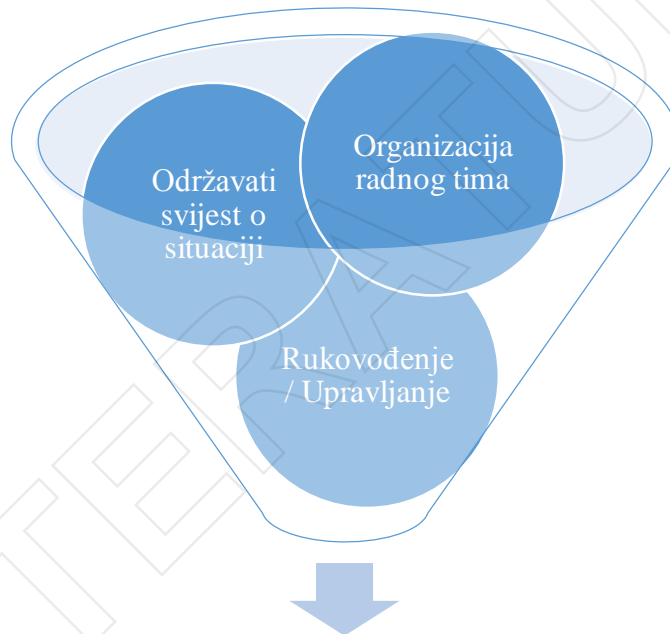 Održavati
svijest o
situaciji
Organizacija
radnog tima
Rukovođenje
/ Upravljanje